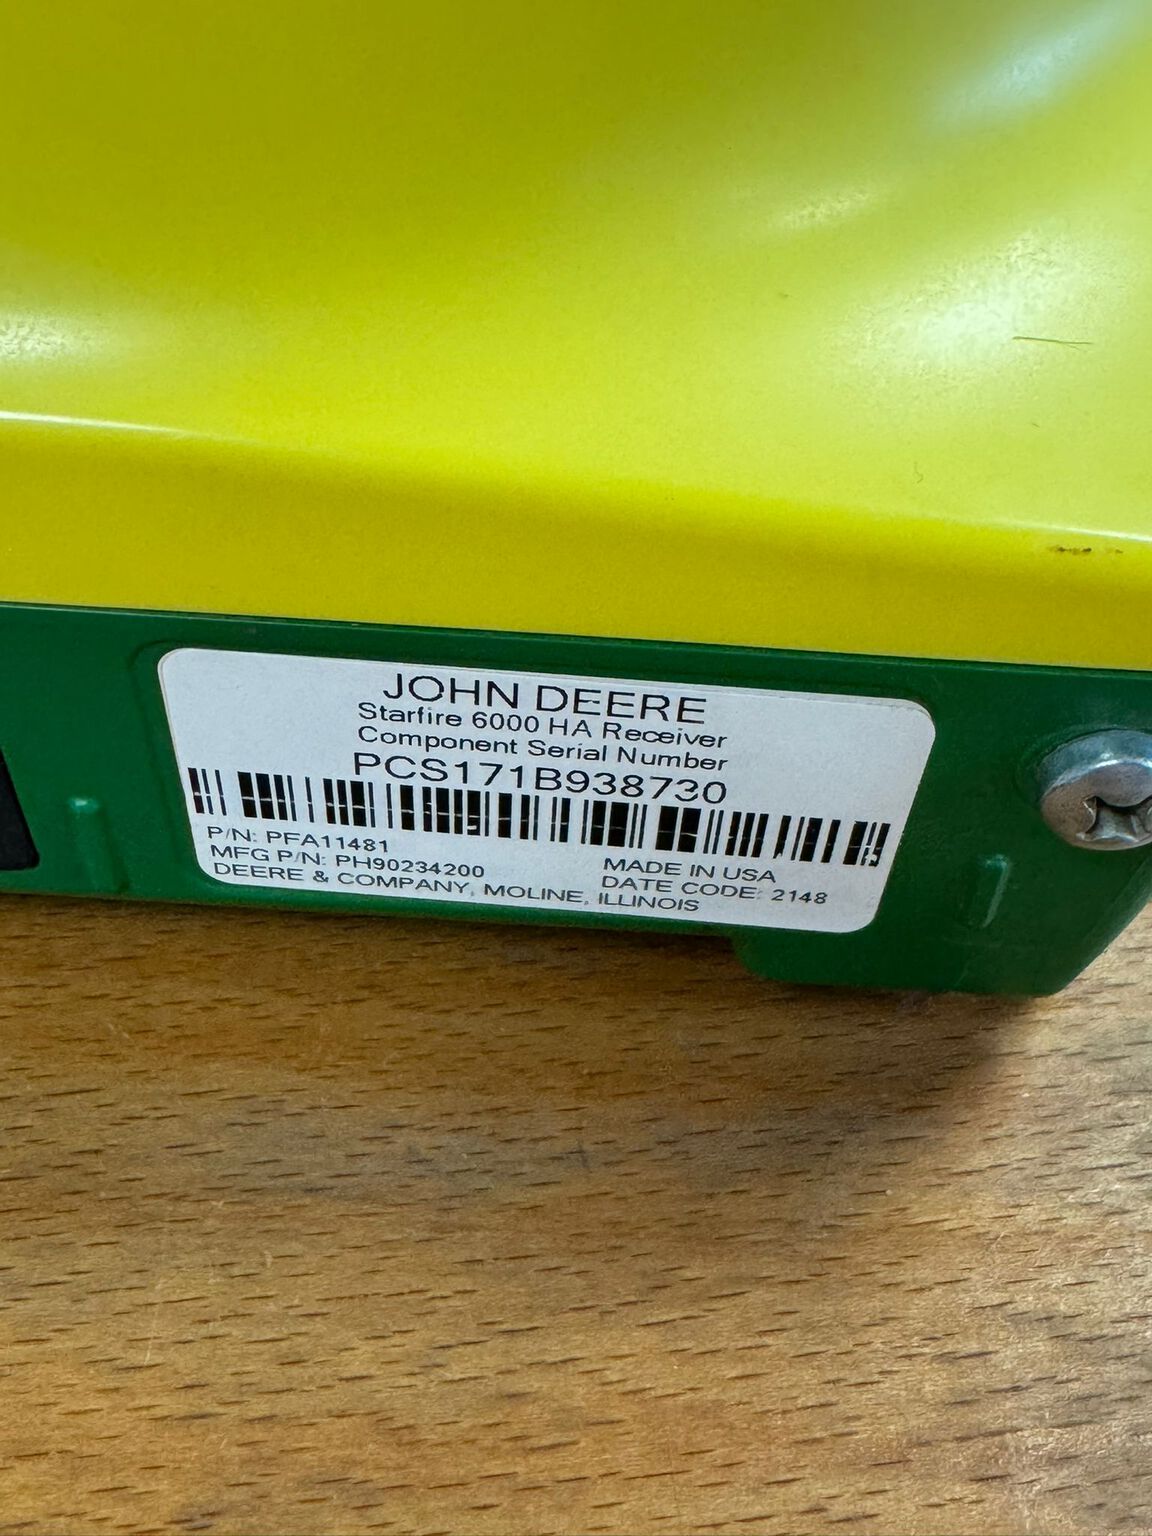 JOHN DEERE
Starfire 6000 HA Receiver
Component Serial Number
PCS171B938730
P/N: PFA11481
MFG P/N: PH90234200
MADE IN USA
DATE CODE: 2148
DEERE & COMPANY, MOLINE, ILLINOIS